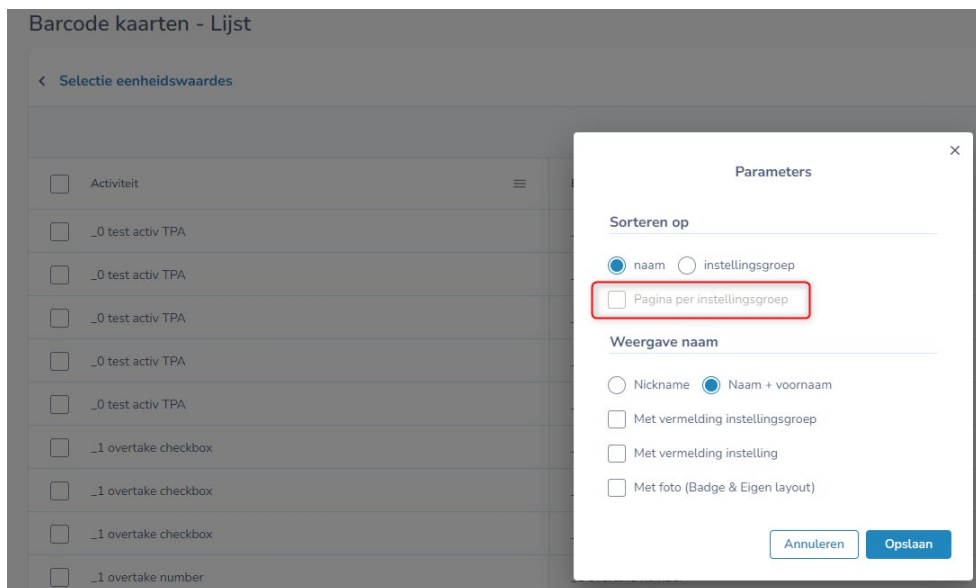 Barcode kaarten - Lijst
Selectie eenheidswaardes
Activiteit
_0 test activ TPA
_0 test activ TPA
_0 test activ TPA
_0 test activ TPA
_0 test activ TPA
_1 overtake checkbox
_1 overtake checkbox
_1 overtake checkbox
_1 overtake number
Parameters
Sorteren op
naam instellingsgroep
Pagina per instellingsgroep
Weergave naam
Nickname Naam + voornaam
Met vermelding instellingsgroep
Met vermelding instelling
Met foto (Badge & Eigen layout)
Annuleren Opslaan